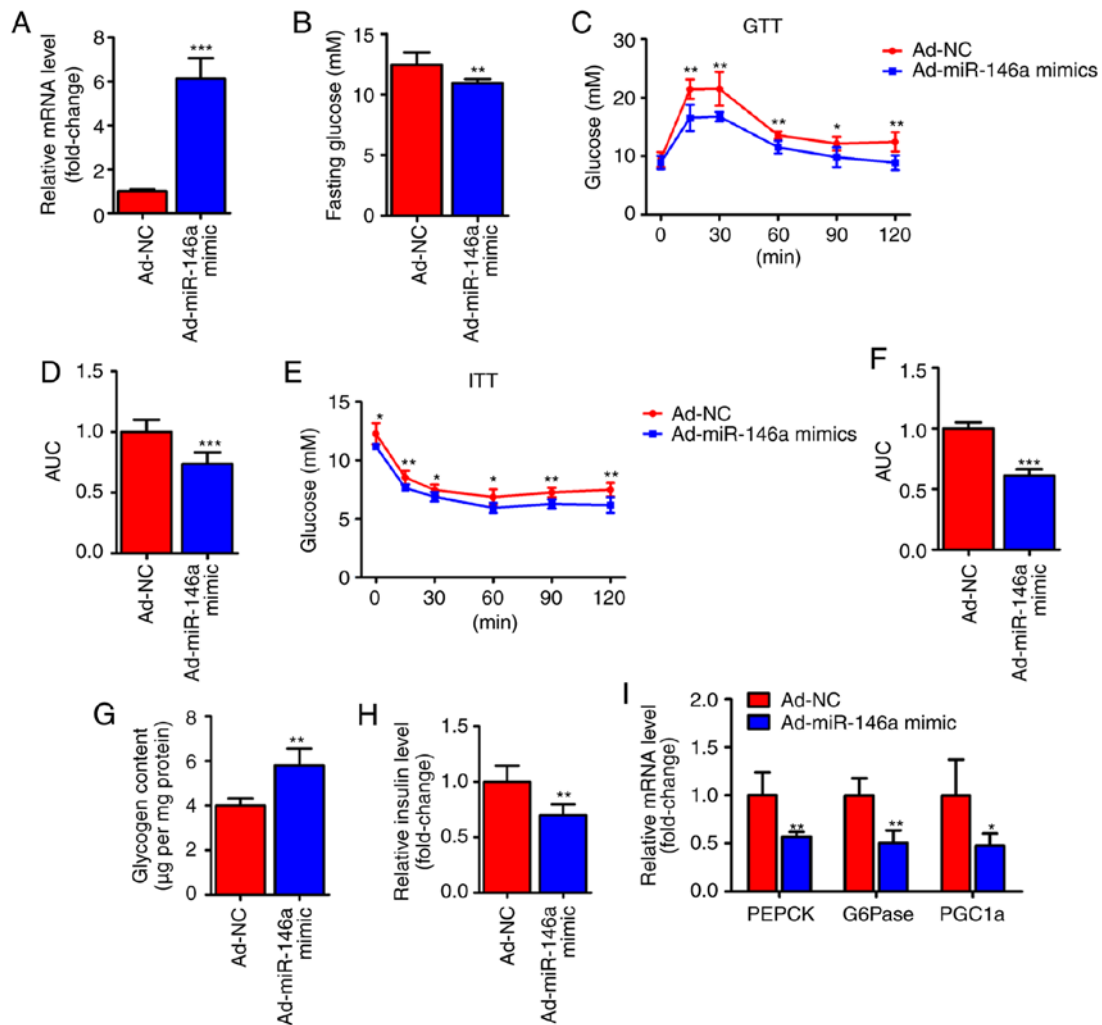 A
Relative mRNA level
(fold-change)
8
6
4
2
0
***
Ad-NC
Ad-miR-146a
mimic
B
Fasting glucose (mM)
15
10
5
0
**
Ad-NC
Ad-miR-146a
mimic
C
GTT
Glucose (mM)
30
20
10
0
** ** ** * **
0 30 60 90 120
(min)
Ad-NC
Ad-miR-146a mimics
D
AUC
1.5
1.0
0.5
0.0
***
Ad-NC
Ad-miR-146a
mimic
E
ITT
Glucose (mM)
15
10
5
0
* ** * * ** **
0 30 60 90 120
(min)
Ad-NC
Ad-miR-146a mimics
F
AUC
1.5
1.0
0.5
0.0
***
Ad-NC
Ad-miR-146a
mimic
G
Glycogen content
(µg per mg protein)
8
6
4
2
0
**
Ad-NC
Ad-miR-146a
mimic
H
Relative insulin level
(fold-change)
1.5
1.0
0.5
0.0
**
Ad-NC
Ad-miR-146a
mimic
I
Relative mRNA level
(fold-change)
2.0
1.5
1.0
0.5
0.0
Ad-NC
Ad-miR-146a mimic
** ** *
PEPCK G6Pase PGC1a